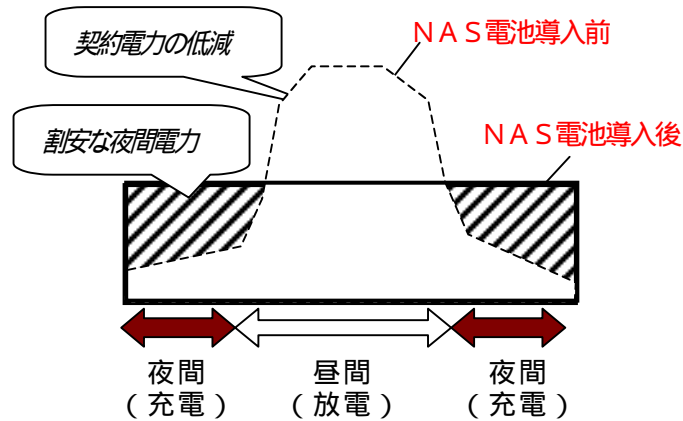 契約電力の低減
ＮＡＳ電池導入前
割安な夜間電力
ＮＡＳ電池導入後
夜間
（充電）
昼間
（放電）
夜間
（充電）